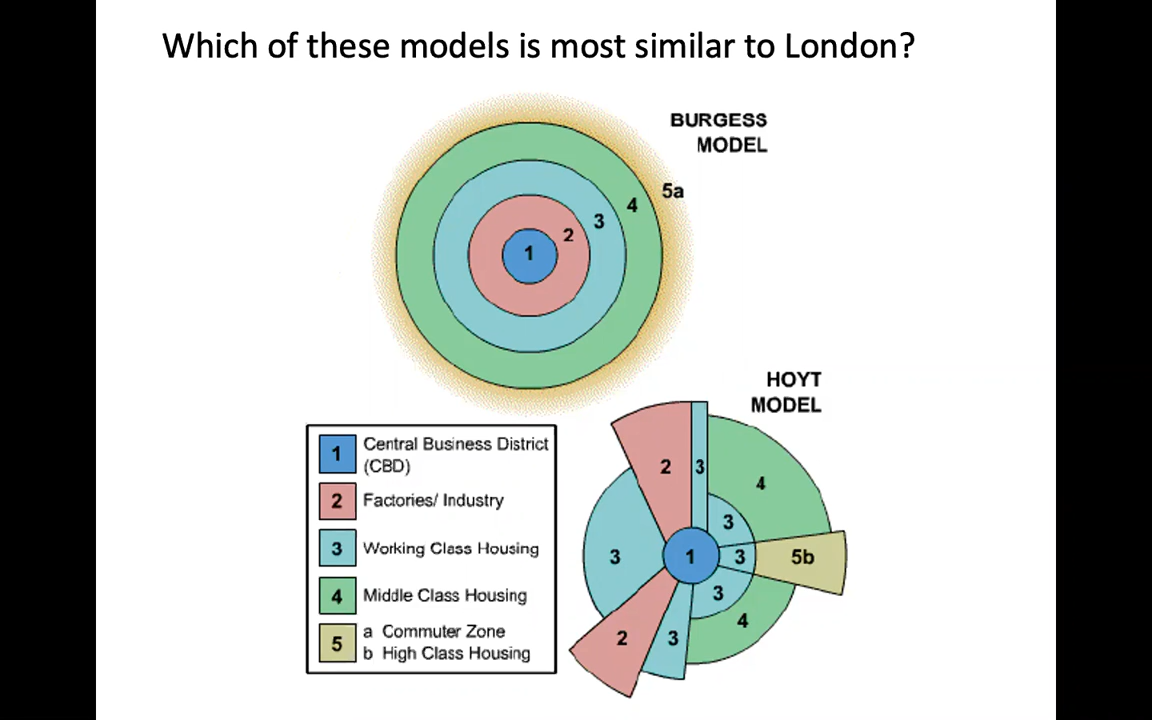 Which of these models is most similar to London?
BURGESS
MODEL
5a
4
3
2
1
HOYT
MODEL
1 Central Business District
(CBD)
2 Factories/ Industry
3 Working Class Housing
4 Middle Class Housing
5 a Commuter Zone
b High Class Housing
2
3
4
3
3
1
3
5b
3
4
2
3